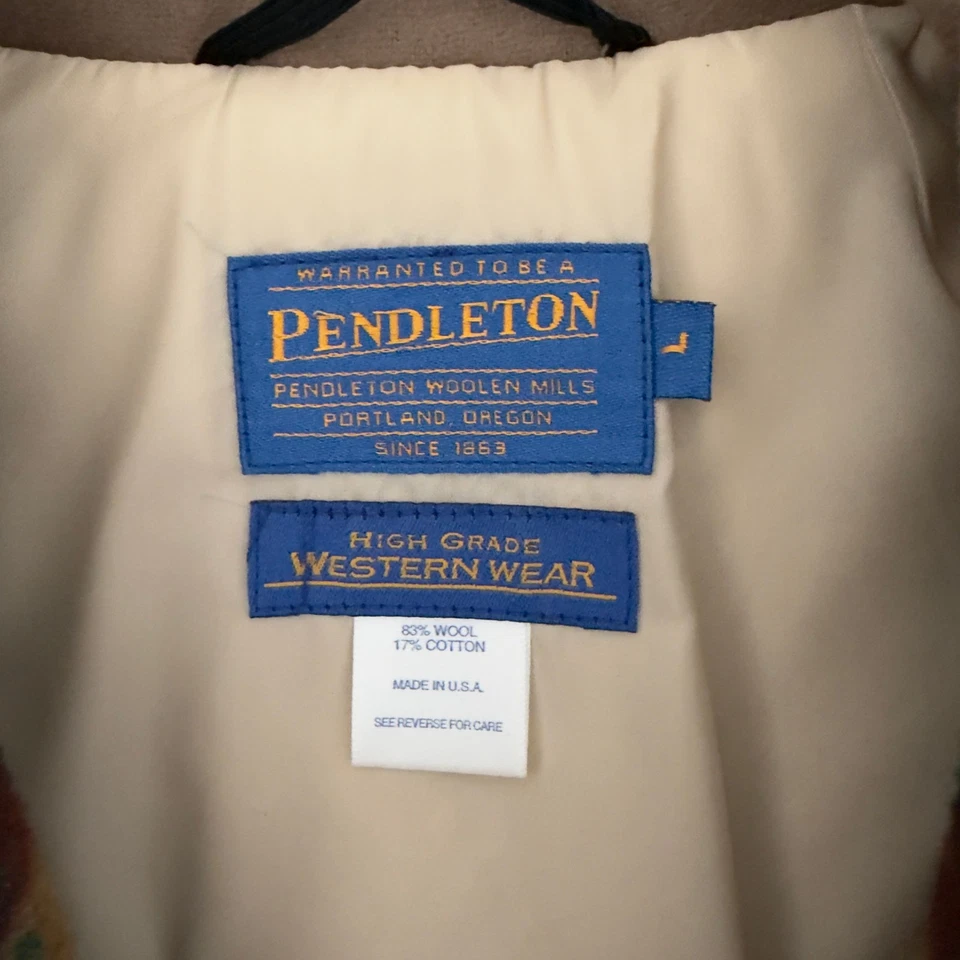 WARRANTED TO BE A
PENDLETON
PENDLETON WOOLEN MILLS
PORTLAND, OREGON
SINCE 1863
L
HIGH GRADE
WESTERN WEAR
83% WOOL
17% COTTON
MADE IN U.S.A.
SEE REVERSE FOR CARE